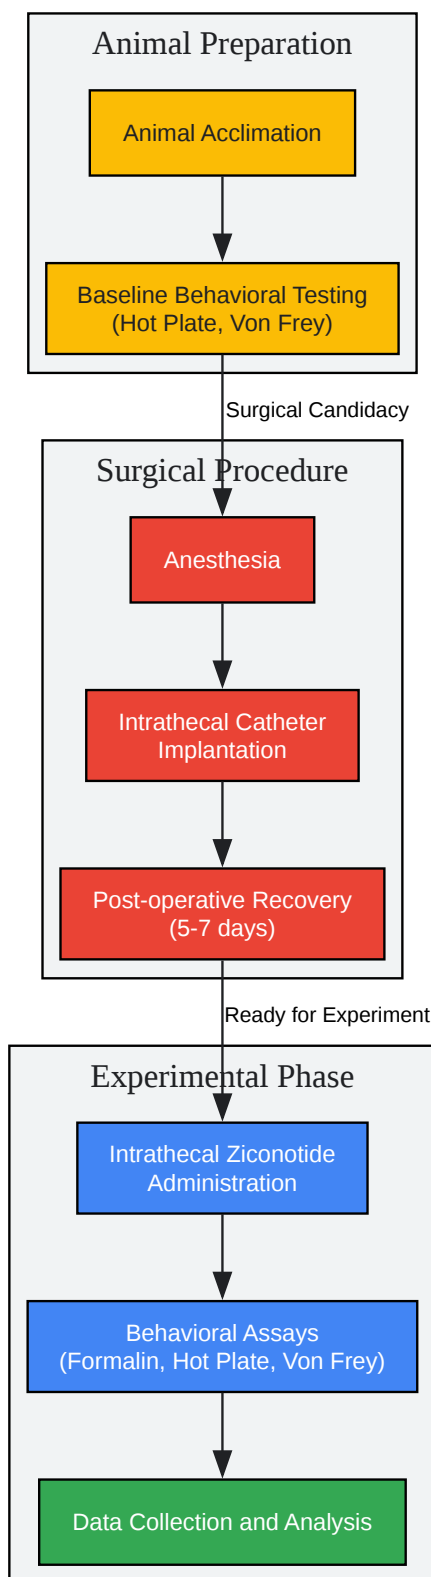 Animal Preparation
Animal Acclimation
Baseline Behavioral Testing
(Hot Plate, Von Frey)
Surgical Candidacy
Surgical Procedure
Anesthesia
Intrathecal Catheter
Implantation
Post-operative Recovery
(5-7 days)
Ready for Experiment
Experimental Phase
Intrathecal Ziconotide
Administration
Behavioral Assays
(Formalin, Hot Plate, Von Frey)
Data Collection and Analysis